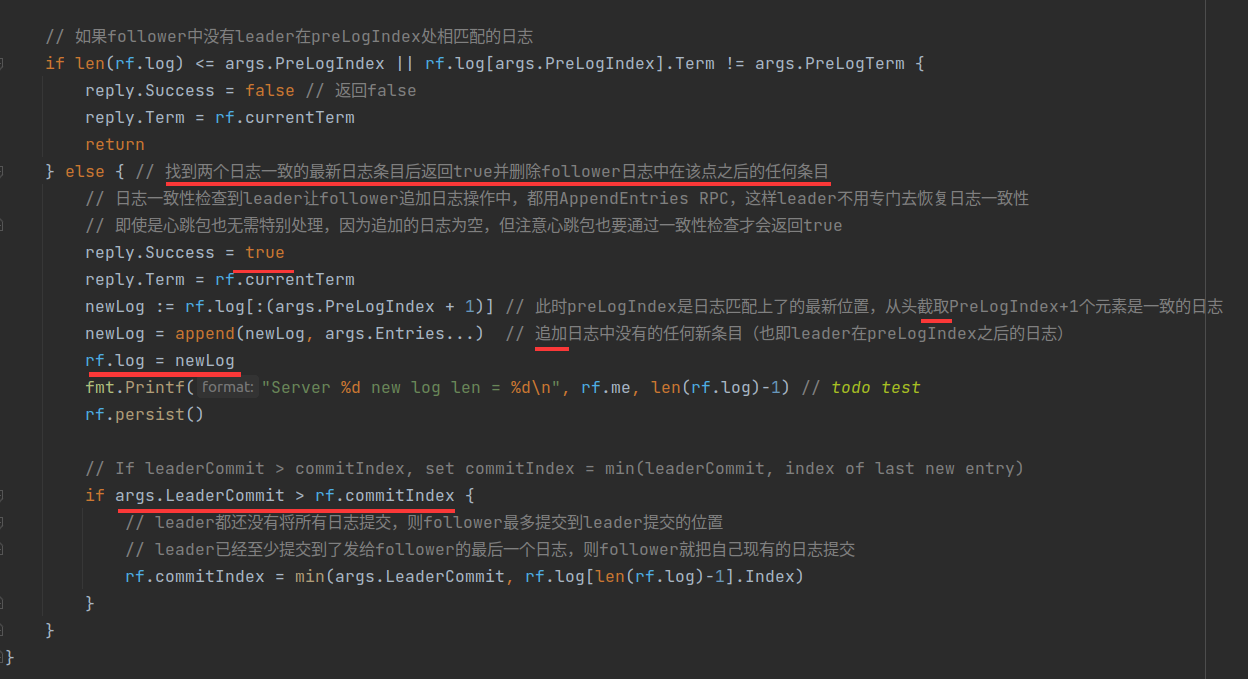 // 如果follower中没有leader在preLogIndex处相匹配的日志
if len(rf.log) <= args.PreLogIndex || rf.log[args.PreLogIndex].Term != args.PreLogTerm {
reply.Success = false // 返回false
reply.Term = rf.currentTerm
return
} else { // 找到两个日志一致的最新日志条目后返回true并删除follower日志中在该点之后的任何条目
// 日志一致性检查到leader让follower追加日志操作中，都用AppendEntries RPC，这样leader不用专门去恢复日志一致性
// 即使是心跳包也无需特别处理，因为追加的日志为空，但注意心跳包也要通过一致性检查才会返回true
reply.Success = true
reply.Term = rf.currentTerm
newLog := rf.log[:(args.PreLogIndex + 1)] // 此时preLogIndex是日志匹配上了的最新位置，从头截取PreLogIndex+1个元素是一致的日志
newLog = append(newLog, args.Entries...) // 追加日志中没有的任何新条目（也即leader在preLogIndex之后的日志）
rf.log = newLog
fmt.Printf( format: "Server %d new log len = %d\n", rf.me, len(rf.log)-1) // todo test
rf.persist()
// If leaderCommit > commitIndex, set commitIndex = min(leaderCommit, index of last new entry)
if args.LeaderCommit > rf.commitIndex {
// leader都还没有将所有日志提交，则follower最多提交到leader提交的位置
// leader已经至少提交到了发给follower的最后一个日志，则follower就把自己现有的日志提交
rf.commitIndex = min(args.LeaderCommit, rf.log[len(rf.log)-1].Index)
}
}
}